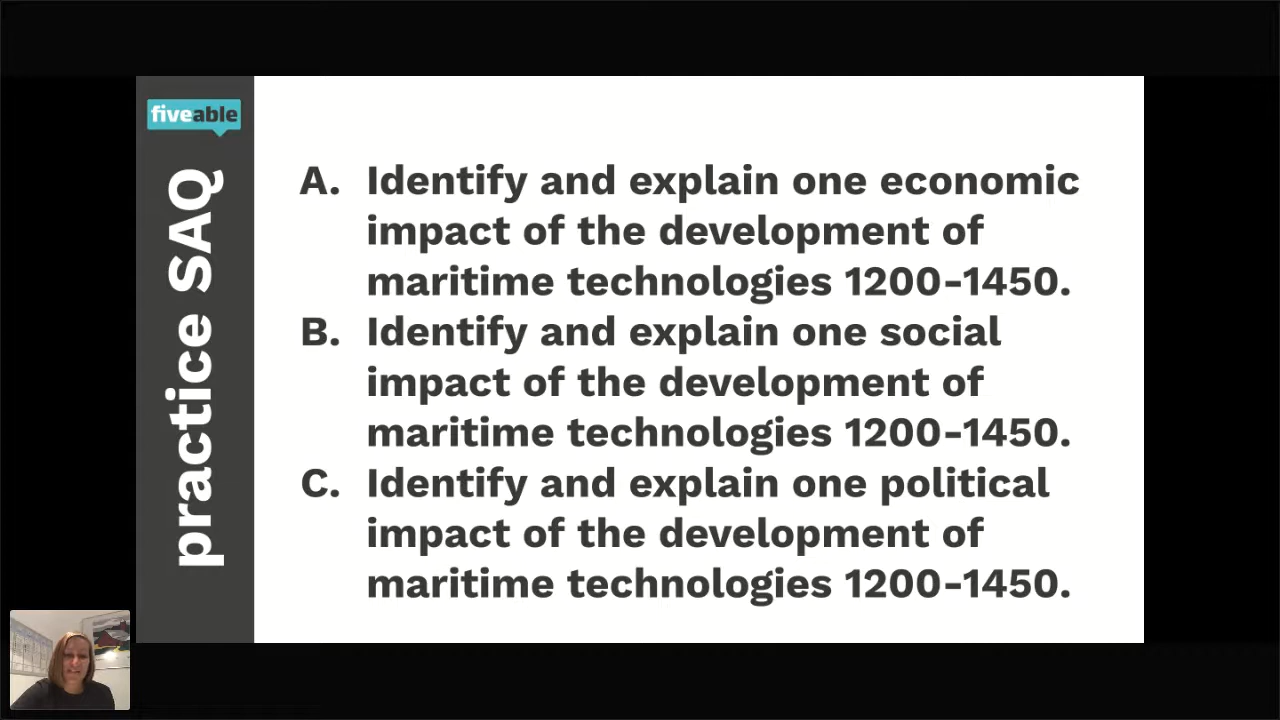 fiveable
practice SAQ
A. Identify and explain one economic
impact of the development of
maritime technologies 1200-1450.
B. Identify and explain one social
impact of the development of
maritime technologies 1200-1450.
C. Identify and explain one political
impact of the development of
maritime technologies 1200-1450.